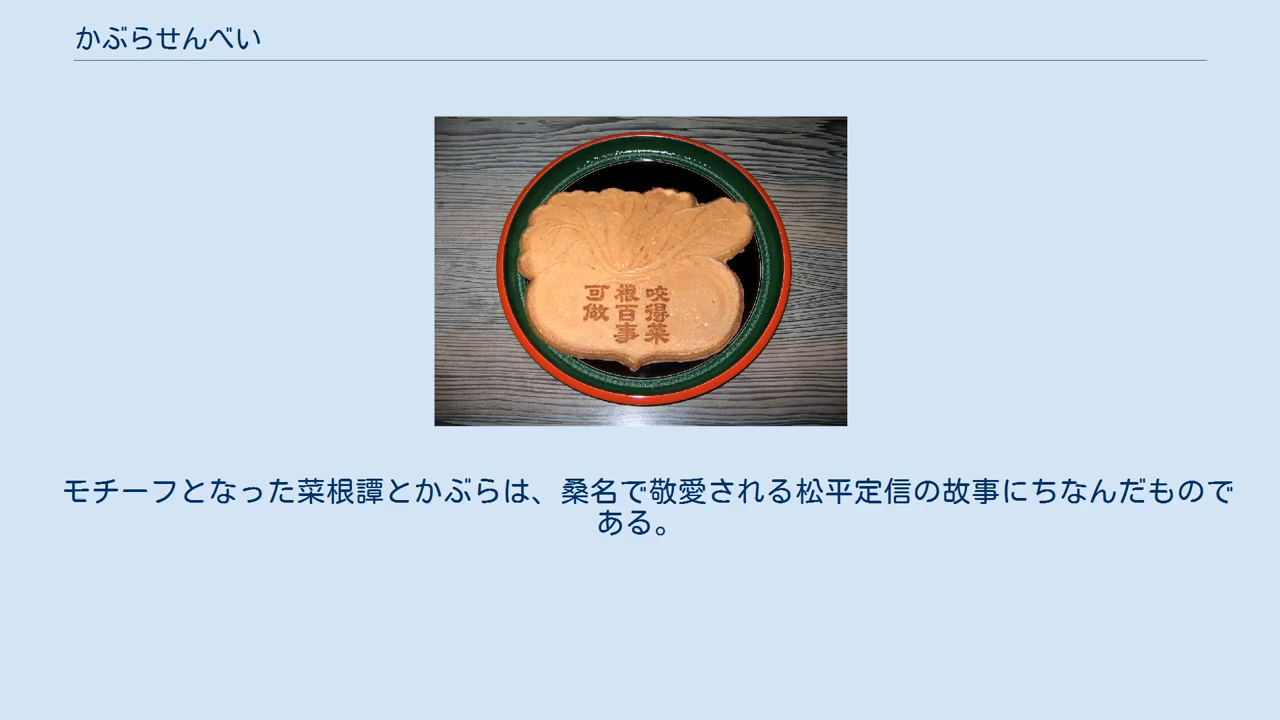 かぶらせんべい
咬得菜
根百事
可做
モチーフとなった菜根譚とかぶらは、桑名で敬愛される松平定信の故事にちなんだもので
ある。